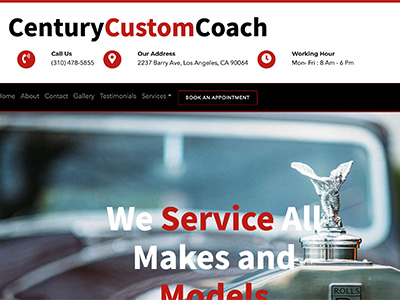 CenturyCustomCoach
Call Us
(310) 478-5855
Our Address
2237 Barry Ave, Los Angeles, CA 90064
Working Hour
Mon- Fri : 8 Am - 6 Pm
Home About Contact Gallery Testimonials Services BOOK AN APPOINTMENT
We Service All
Makes and
Models
ROLLS